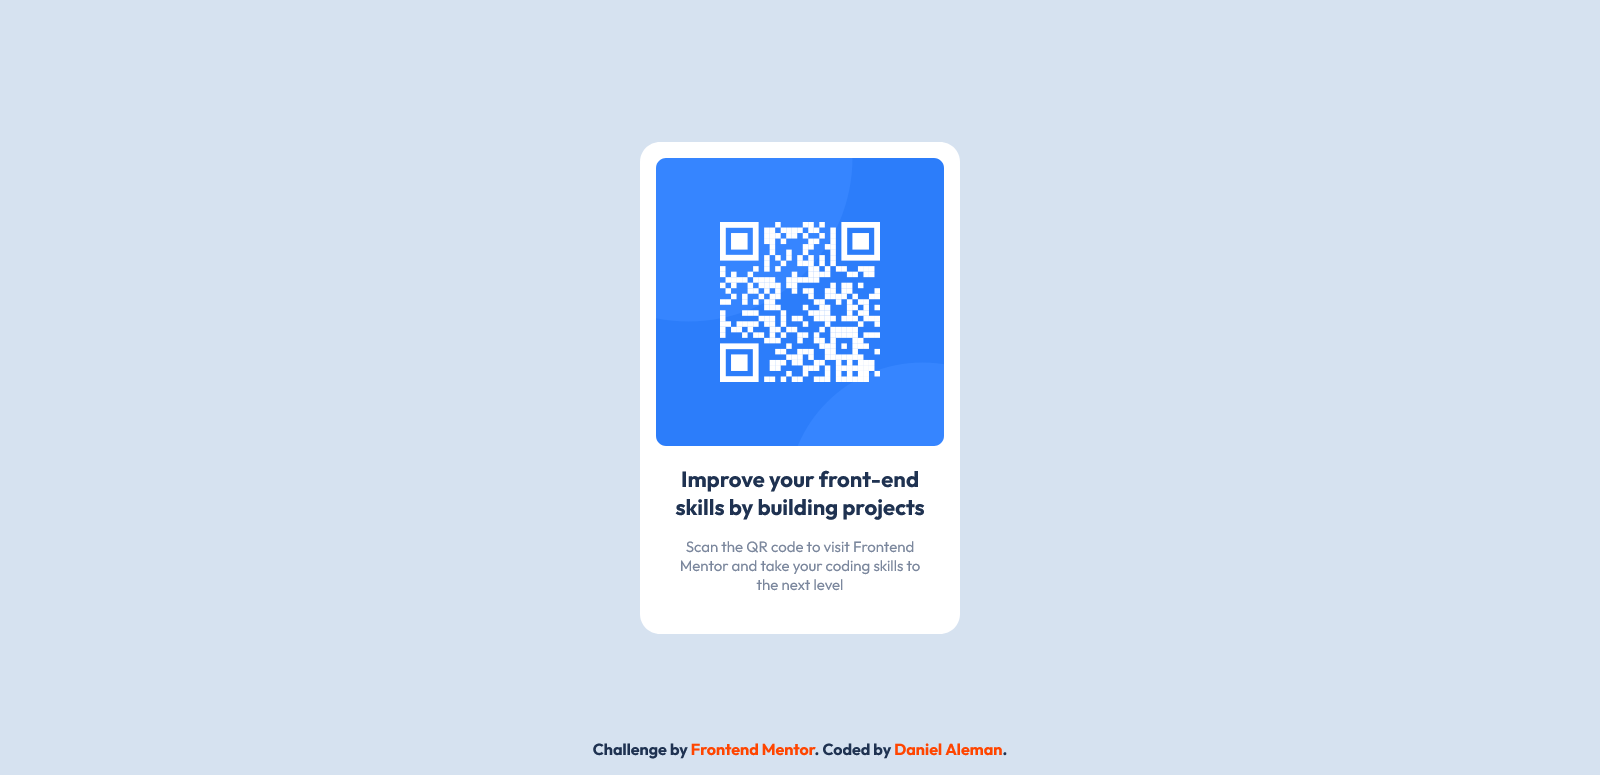 Improve your front-end
skills by building projects
Scan the QR code to visit Frontend
Mentor and take your coding skills to
the next level
Challenge by Frontend Mentor. Coded by Daniel Aleman.